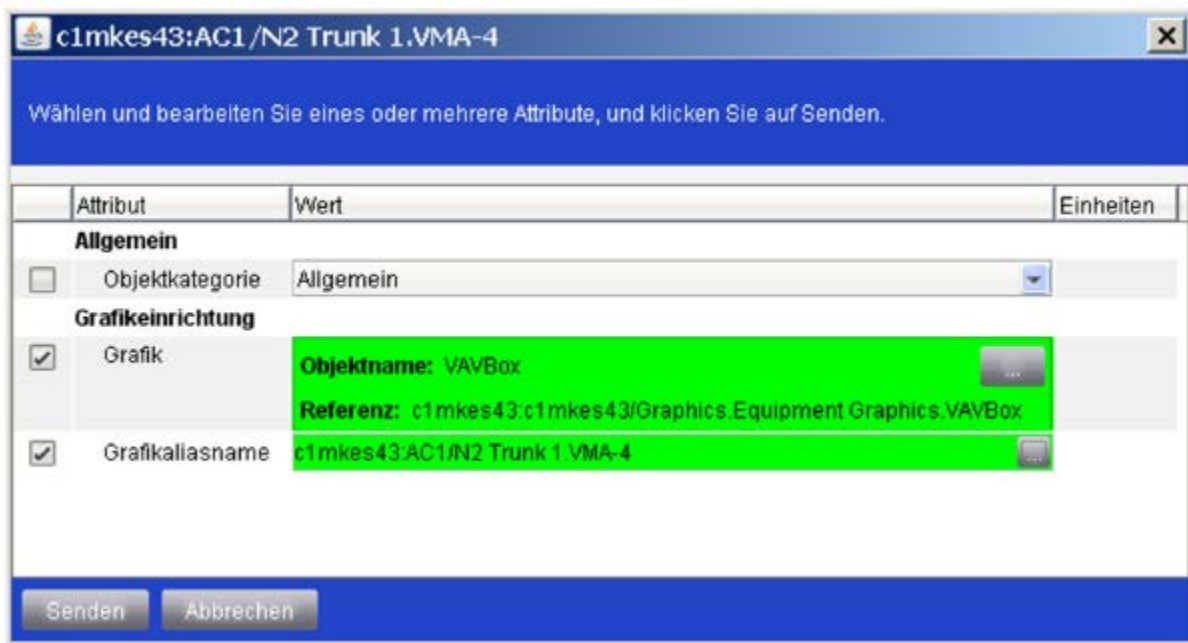 c1mkes43:AC1/N2 Trunk 1.VMA-4
Wählen und bearbeiten Sie eines oder mehrere Attribute, und klicken Sie auf Senden.
Attribut Wert Einheiten
Allgemein
Objektkategorie Allgemein
Grafikeinrichtung
Grafik Objektname: VAVBox ...
Referenz: c1mkes43:c1mkes43/Graphics.Equipment Graphics.VAVBox
Grafikaliasname c1mkes43:AC1/N2 Trunk 1.VMA-4 ...
Senden Abbrechen